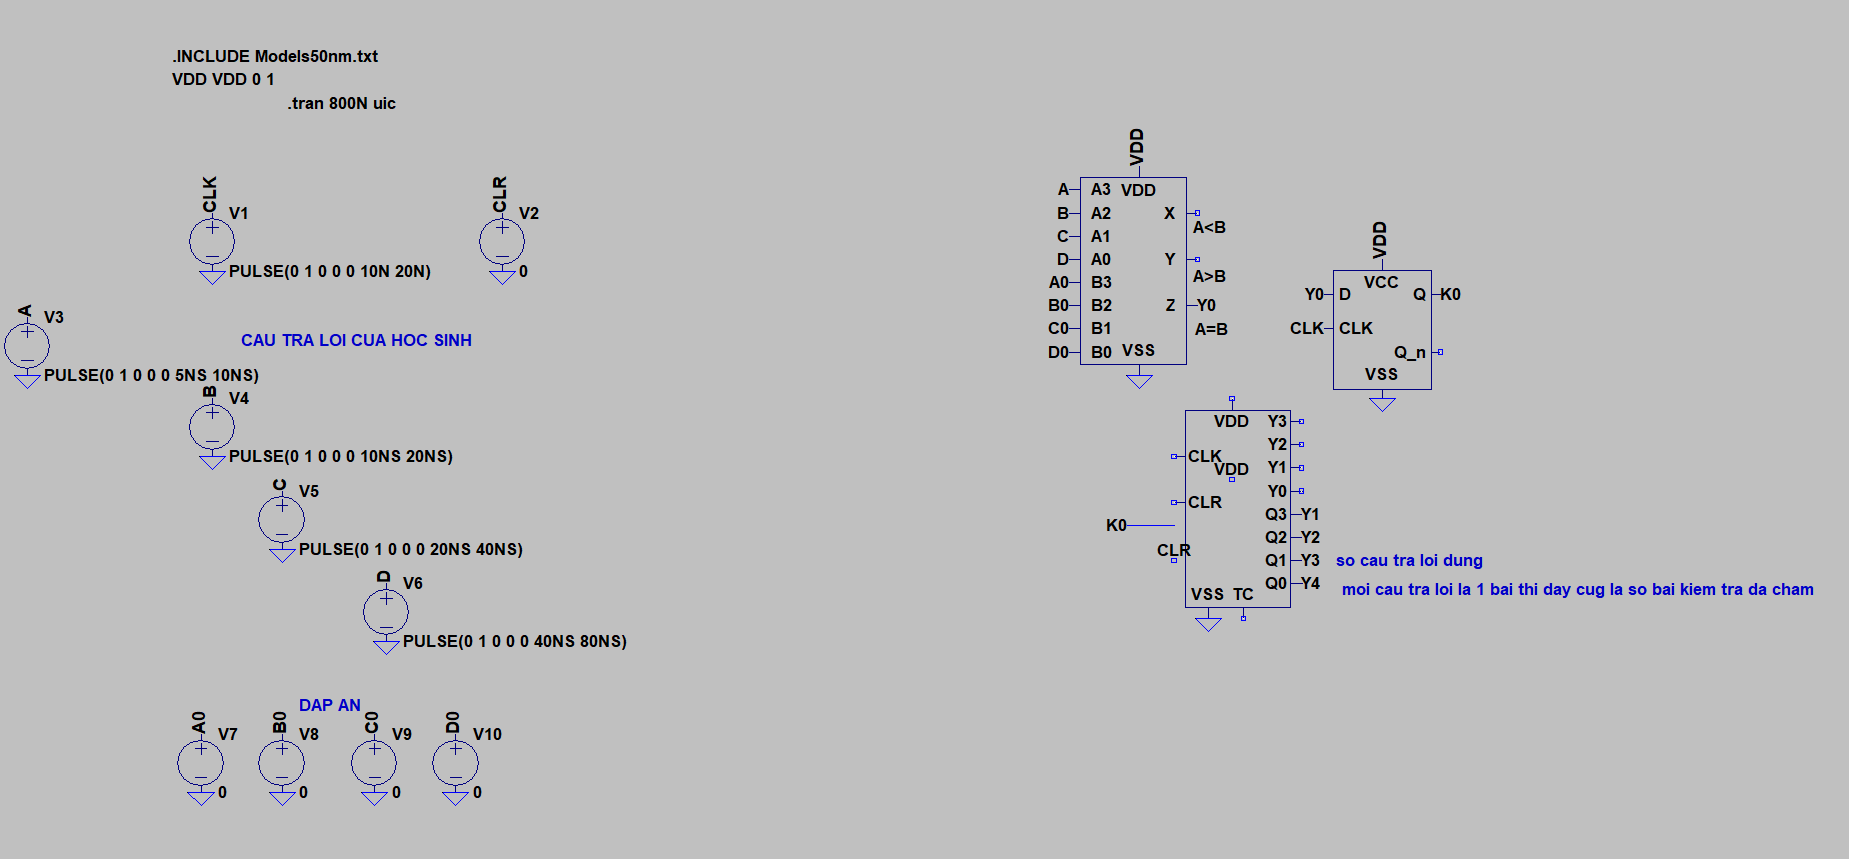 .INCLUDE Models50nm.txt
VDD VDD 0 1
.tran 800N uic
CLK
V1
PULSE(0 1 0 0 0 10N 20N)
CLR
V2
0
A
V3
PULSE(0 1 0 0 0 5NS 10NS)
CAU TRA LOI CUA HOC SINH
B
V4
PULSE(0 1 0 0 0 10NS 20NS)
C
V5
PULSE(0 1 0 0 0 20NS 40NS)
D
V6
PULSE(0 1 0 0 0 40NS 80NS)
DAP AN
A0
V7
0
B0
V8
0
C0
V9
0
D0
V10
0
VDD
A A3 VDD
B A2 X
A<B
C A1
D A0 Y
A0 B3
A>B
B0 B2 Z Y0
C0 B1
A=B
D0 B0 VSS
VDD
VCC
Y0 D Q K0
CLK CLK
Q_n
VSS
VDD Y3
Y2
CLK
VDD Y1
Y0
CLR
Q3 Y1
K0
Q2 Y2
CLR
Q1 Y3 so cau tra loi dung
Q0 Y4 moi cau tra loi la 1 bai thi day cug la so bai kiem tra da cham
VSS TC